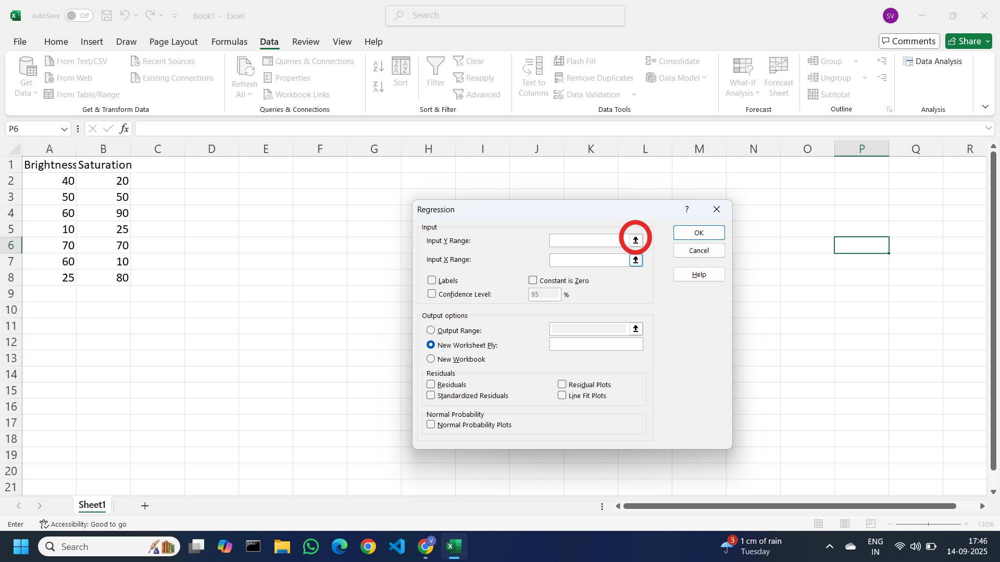 AutoSave Off Book1 - Excel Search SV
File Home Insert Draw Page Layout Formulas Data Review View Help Comments Share
Get Data From Text/CSV Recent Sources
From Web Existing Connections
From Table/Range
Get & Transform Data
Refresh All Queries & Connections
Properties
Workbook Links
Queries & Connections
Sort Filter Clear
Reapply
Advanced
Sort & Filter
Text to Columns Flash Fill Consolidate
Remove Duplicates Data Model
Data Validation
Data Tools
What-If Analysis Forecast Sheet
Forecast
Group
Ungroup
Subtotal
Outline
Data Analysis
Analysis
P6 fx
A B C D E F G H I J K L M N O P Q R
1 Brightness Saturation
2 40 20
3 50 50
4 60 90
5 10 25
6 70 70
7 60 10
8 25 80
9
10
11
12
13
14
15
16
17
18
19
20
21
Regression ?
Input
Input Y Range: OK
Input X Range: Cancel
Help
Labels Constant is Zero
Confidence Level: 95 %
Output options
Output Range:
New Worksheet Ply:
New Workbook
Residuals
Residuals Residual Plots
Standardized Residuals Line Fit Plots
Normal Probability
Normal Probability Plots
Sheet1
Enter Accessibility: Good to go 130%
Search V 3 1 cm of rain
Tuesday
ENG
IN
17:46
14-09-2025